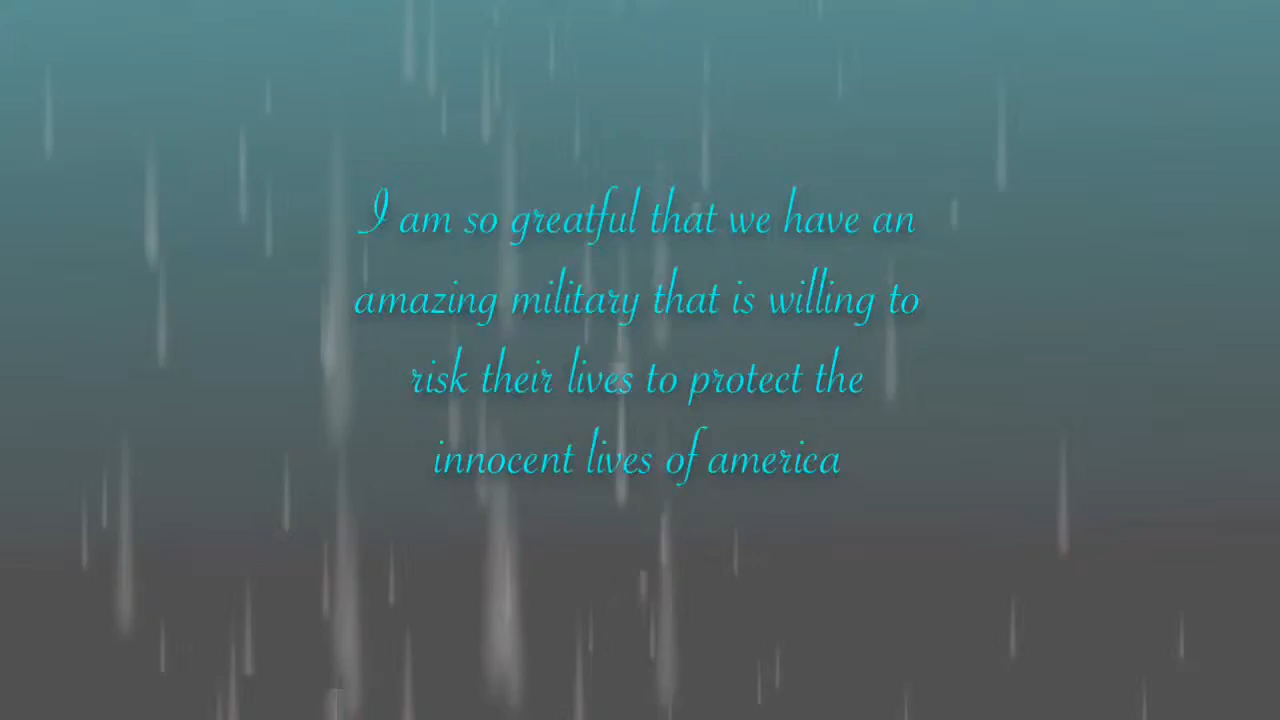 I am so greatful that we have an
amazing military that is willing to
risk their lives to protect the
innocent lives of america